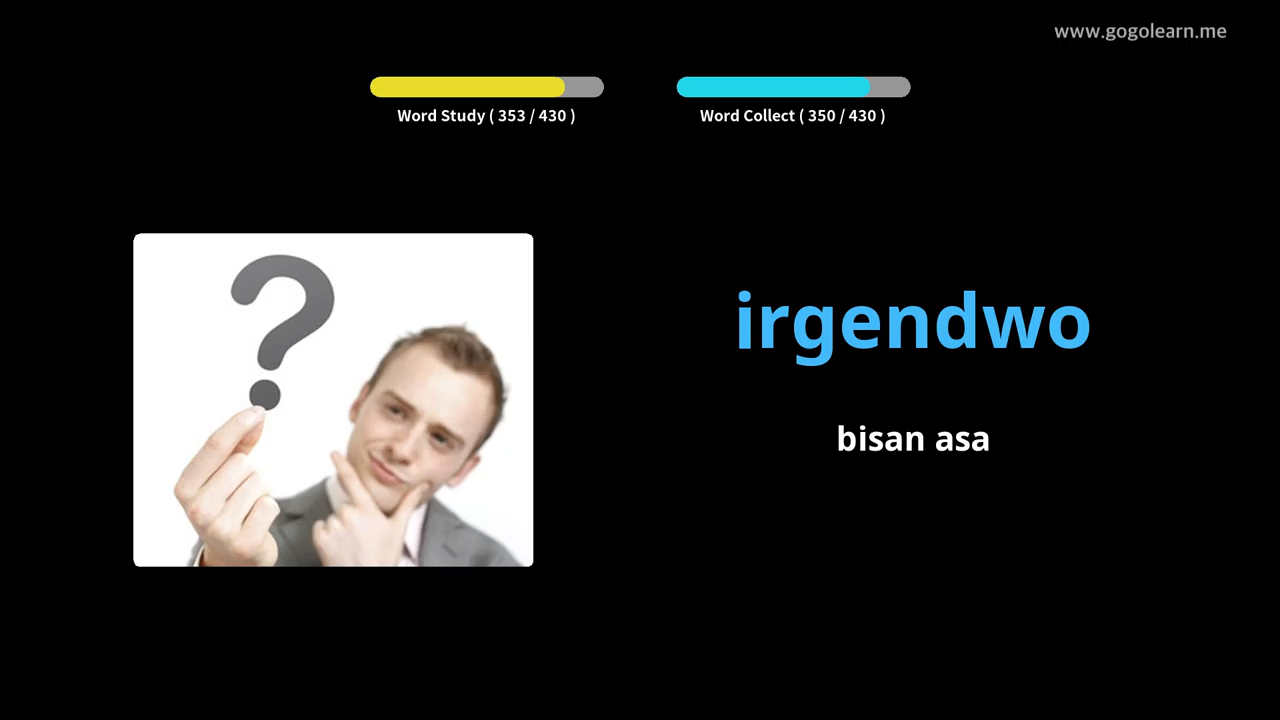 www.gogolearn.me
Word Study ( 353 / 430 )
Word Collect ( 350 / 430 )
irgendwo
bisan asa